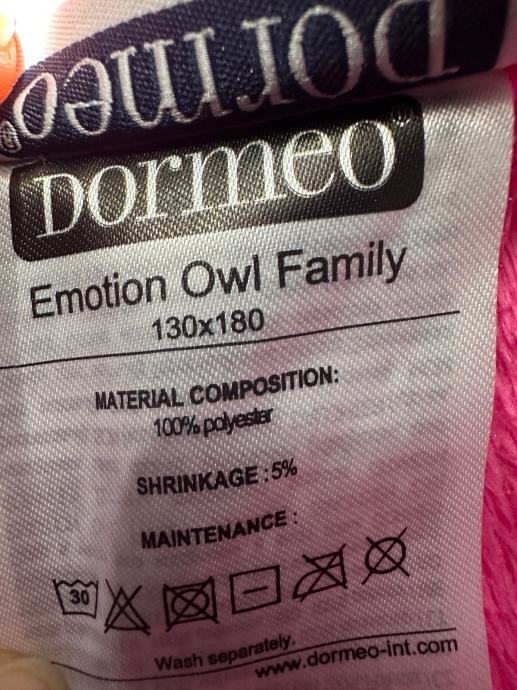 Dormeo®
Dormeo®
Emotion Owl Family
130x180
MATERIAL COMPOSITION:
100% polyester
SHRINKAGE : 5%
MAINTENANCE :
30
Wash separately.
www.dormeo-int.com